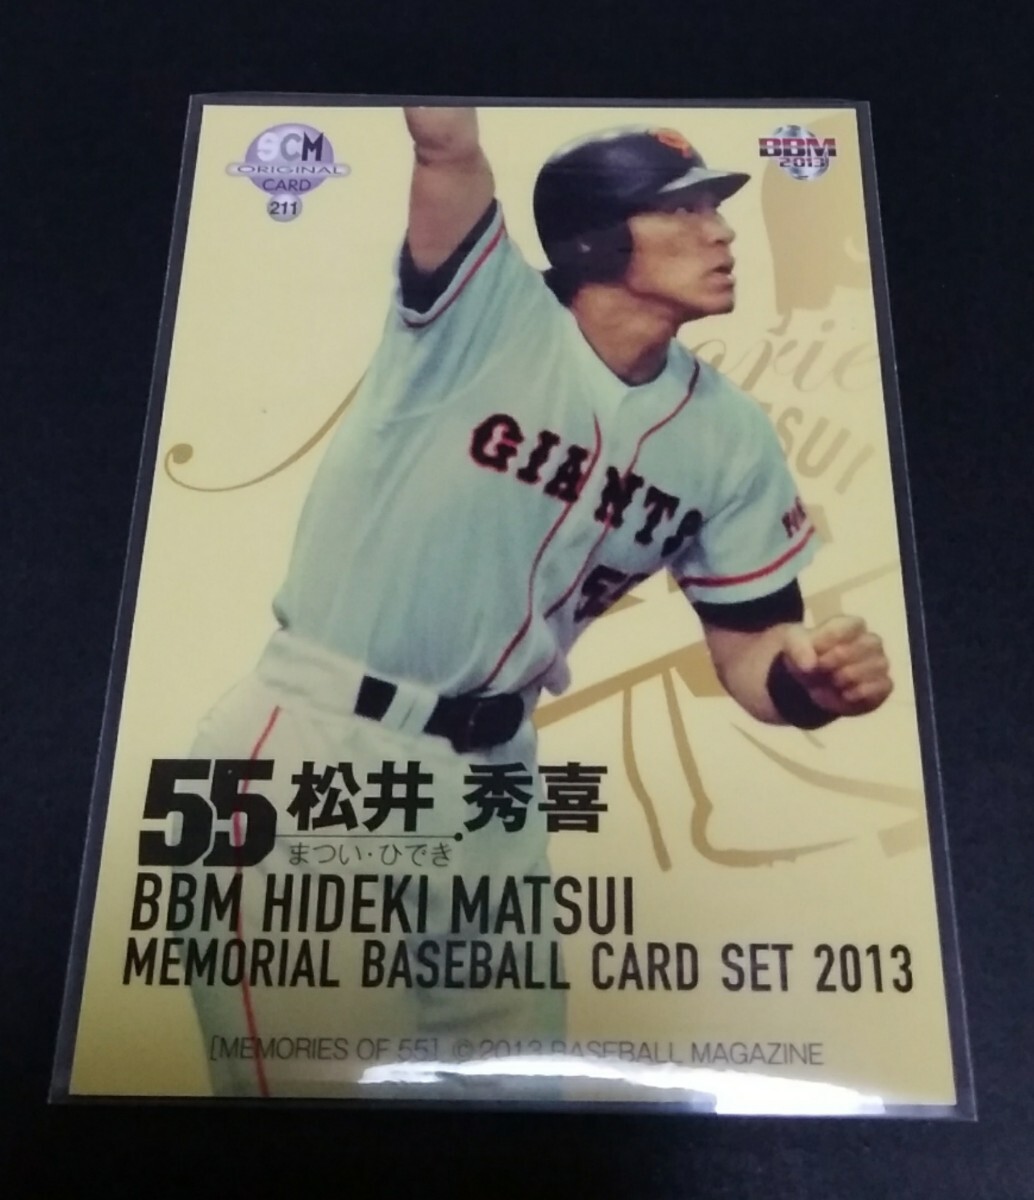 SCM
ORIGINAL
CARD
211
BBM
2013
GIANTS
55 松井 秀喜
まつい・ひでき
BBM HIDEKI MATSUI
MEMORIAL BASEBALL CARD SET 2013
[MEMORIES OF 55] © 2013 BASEBALL MAGAZINE